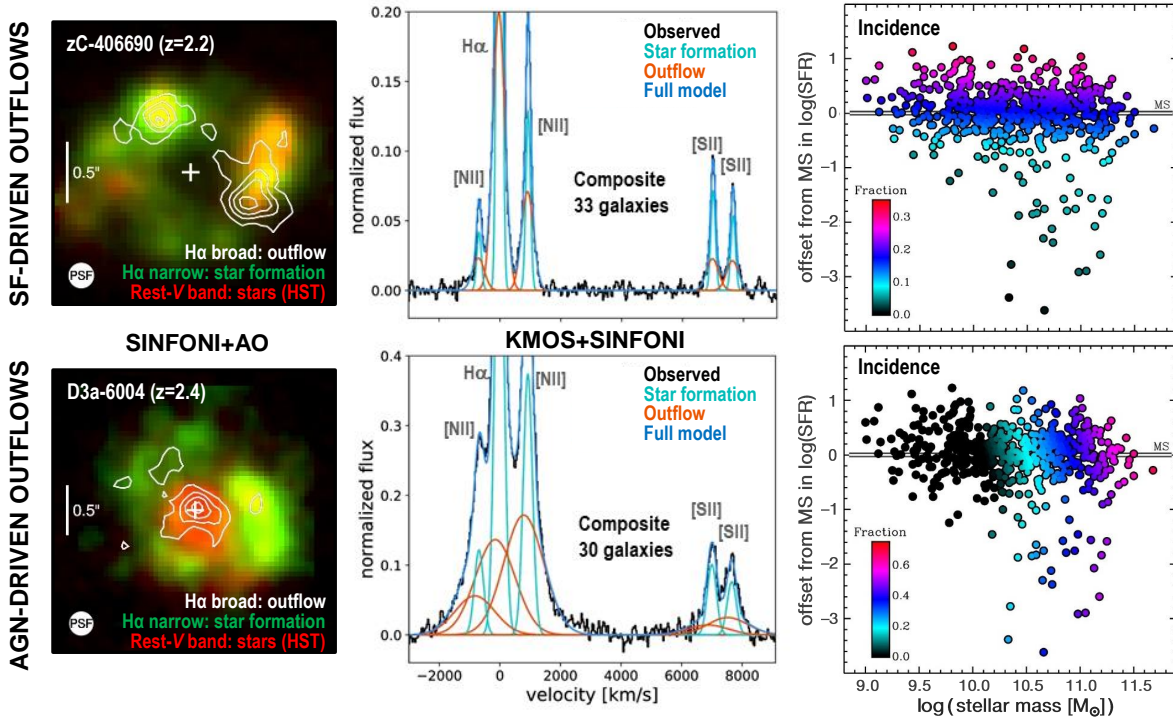 SF-DRIVEN OUTFLOWS
zC-406690 (z=2.2)
0.5"
PSF
Hα broad: outflow
Hα narrow: star formation
Rest-V band: stars (HST)
SINFONI+AO
normalized flux
0.20
0.15
0.10
0.05
0.00
Hα
[NII]
[NII]
[SII]
[SII]
Observed
Star formation
Outflow
Full model
Composite
33 galaxies
KMOS+SINFONI
Incidence
offset from MS in log(SFR)
1
0
-1
-2
-3
MS
Fraction
0.3
0.2
0.1
0.0
AGN-DRIVEN OUTFLOWS
D3a-6004 (z=2.4)
0.5"
PSF
Hα broad: outflow
Hα narrow: star formation
Rest-V band: stars (HST)
normalized flux
0.4
0.3
0.2
0.1
0.0
Hα
[NII]
[NII]
[SII]
[SII]
Observed
Star formation
Outflow
Full model
Composite
30 galaxies
−2000 0 2000 4000 6000 8000
velocity [km/s]
Incidence
offset from MS in log(SFR)
1
0
-1
-2
-3
MS
Fraction
0.6
0.4
0.2
0.0
9.0 9.5 10.0 10.5 11.0 11.5
log(stellar mass [M⊙])